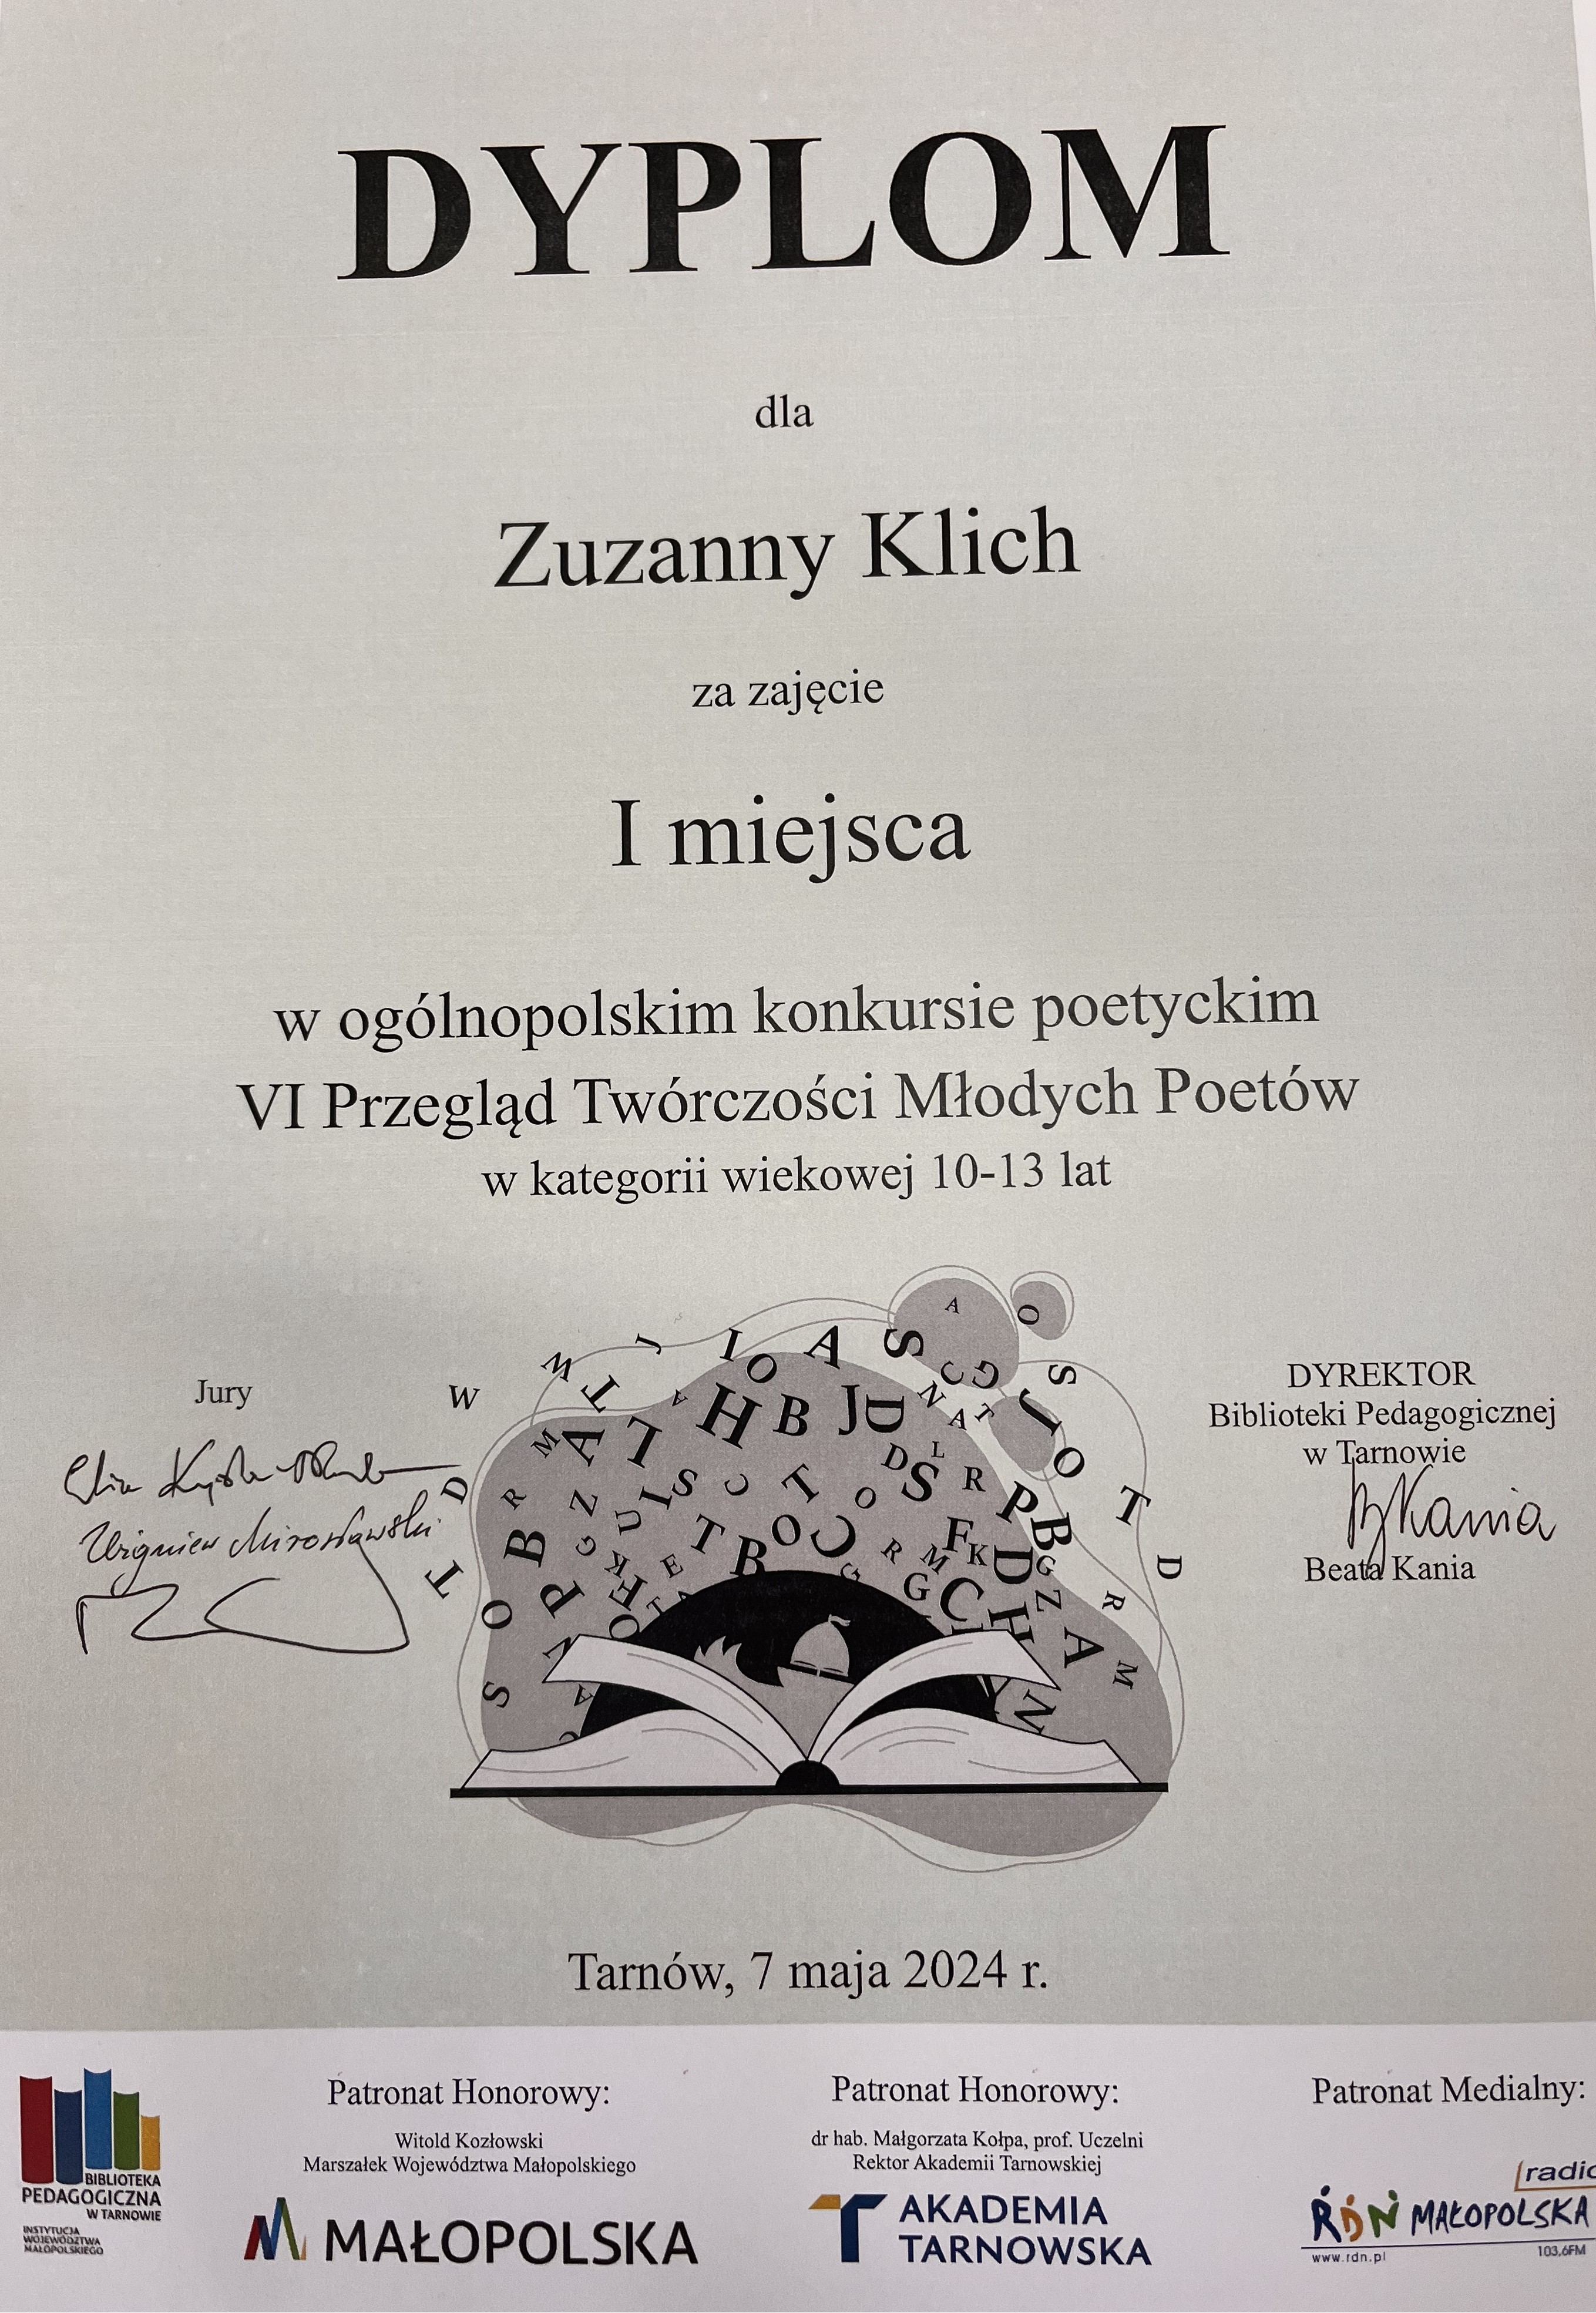 DYPLOM
dla
Zuzanny Klich
za zajęcie
I miejsca
w ogólnopolskim konkursie poetyckim
VI Przegląd Twórczości Młodych Poetów
w kategorii wiekowej 10-13 lat
Jury
Zbigniew Mirosławski
DYREKTOR
Biblioteki Pedagogicznej
w Tarnowie
BKania
Beata Kania
Tarnów, 7 maja 2024 r.
BIBLIOTEKA
PEDAGOGICZNA
W TARNOWIE
INSTYTUCJA
WOJEWÓDZTWA
MAŁOPOLSKIEGO
Patronat Honorowy:
Witold Kozłowski
Marszałek Województwa Małopolskiego
MAŁOPOLSKA
Patronat Honorowy:
dr hab. Małgorzata Kołpa, prof. Uczelni
Rektor Akademii Tarnowskiej
AKADEMIA
TARNOWSKA
Patronat Medialny:
radio
RDN MAŁOPOLSKA
www.rdn.pl 103,6FM